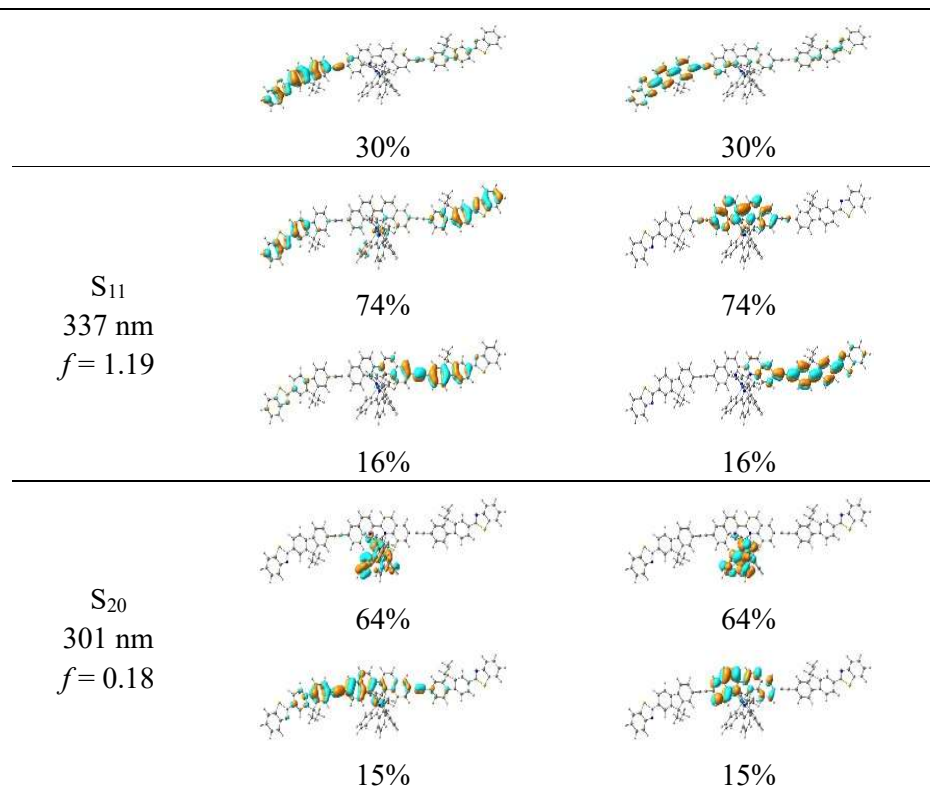 30% 30%
S₁₁
337 nm
f = 1.19
74% 74%
16% 16%
S₂₀
301 nm
f = 0.18
64% 64%
15% 15%